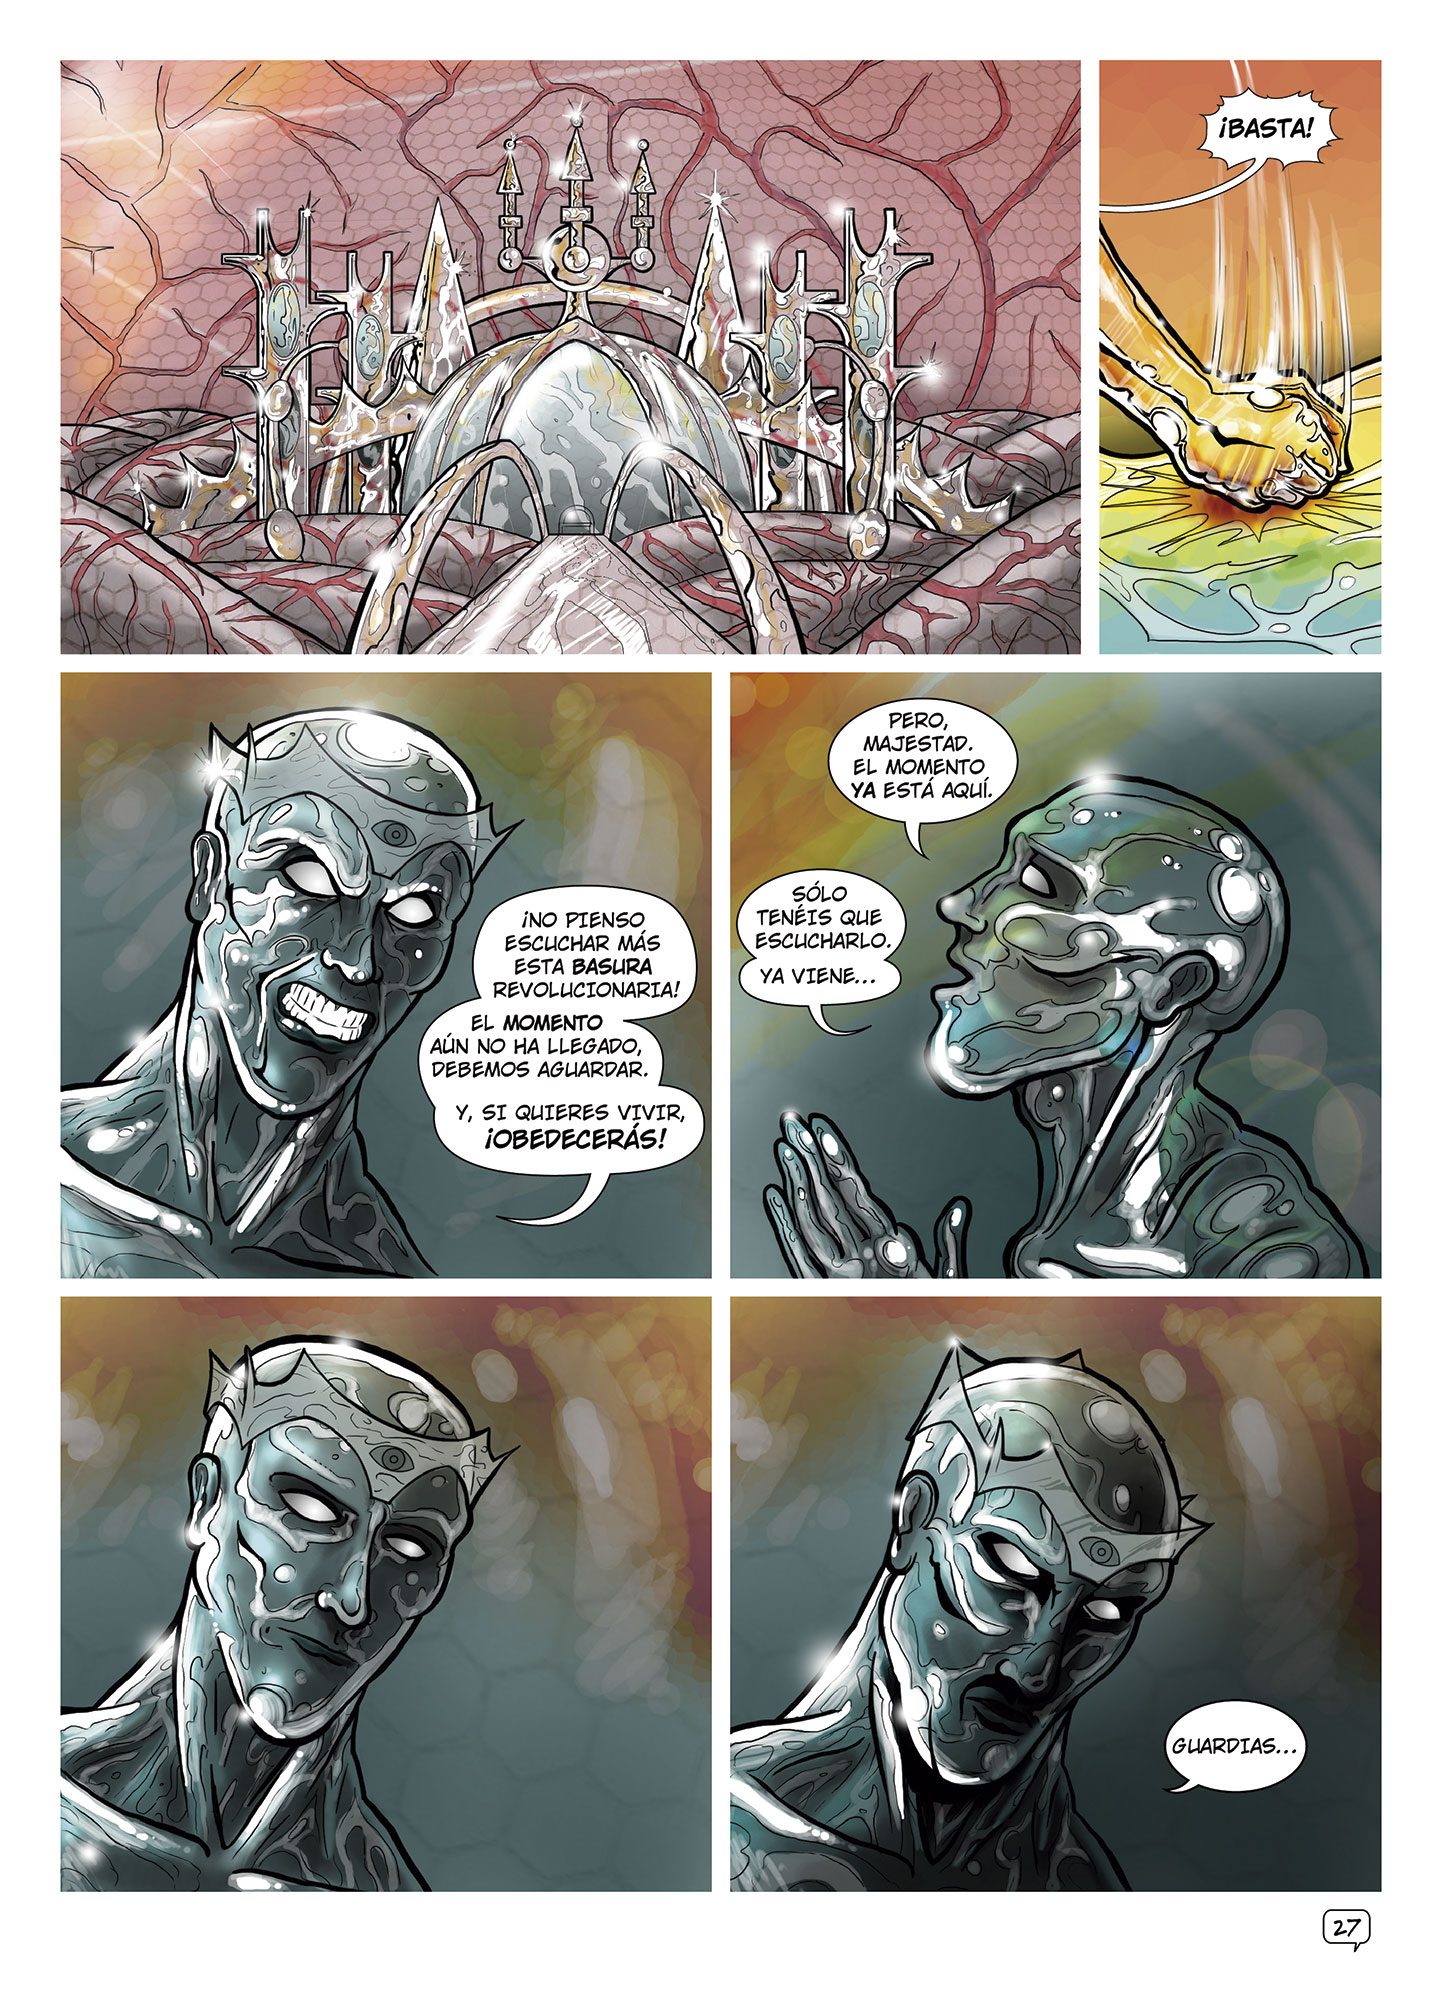 ¡BASTA!
¡NO PIENSO
ESCUCHAR MÁS
ESTA BASURA
REVOLUCIONARIA!
EL MOMENTO
AÚN NO HA LLEGADO,
DEBEMOS AGUARDAR.
Y, SI QUIERES VIVIR,
¡OBEDECERÁS!
PERO,
MAJESTAD.
EL MOMENTO
YA ESTÁ AQUÍ.
SÓLO
TENÉIS QUE
ESCUCHARLO.
YA VIENE...
GUARDIAS...
27